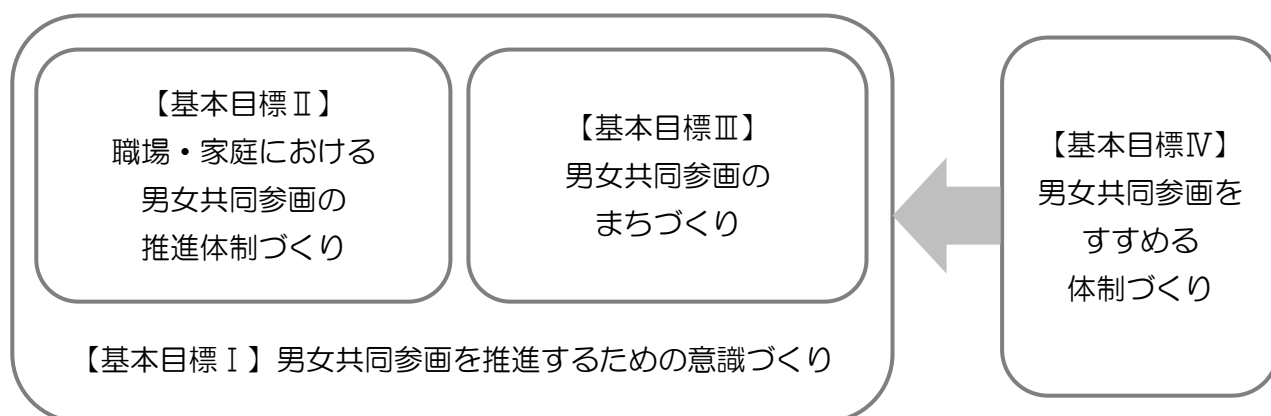 【基本目標Ⅱ】
職場・家庭における
男女共同参画の
推進体制づくり
【基本目標Ⅲ】
男女共同参画の
まちづくり
【基本目標Ⅰ】男女共同参画を推進するための意識づくり
【基本目標Ⅳ】
男女共同参画を
すすめる
体制づくり